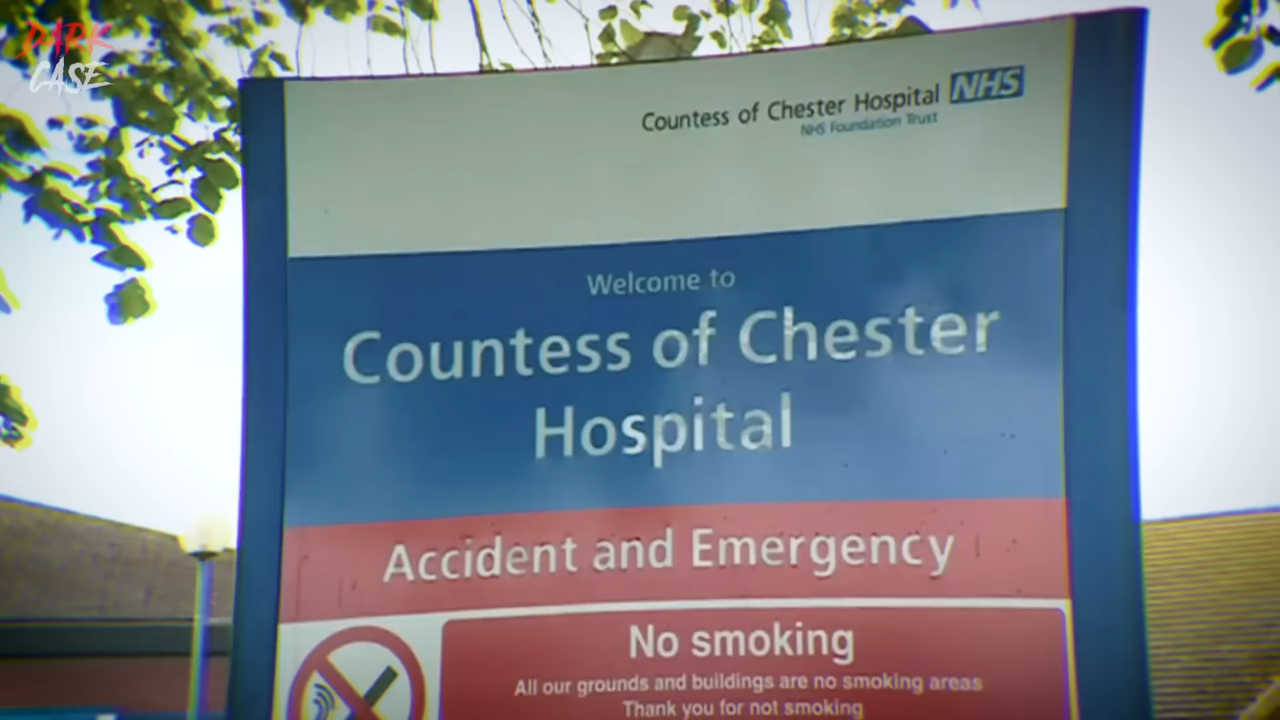 DARK
CASE
Countess of Chester Hospital NHS
NHS Foundation Trust
Welcome to
Countess of Chester
Hospital
Accident and Emergency
No smoking
All our grounds and buildings are no smoking areas
Thank you for not smoking